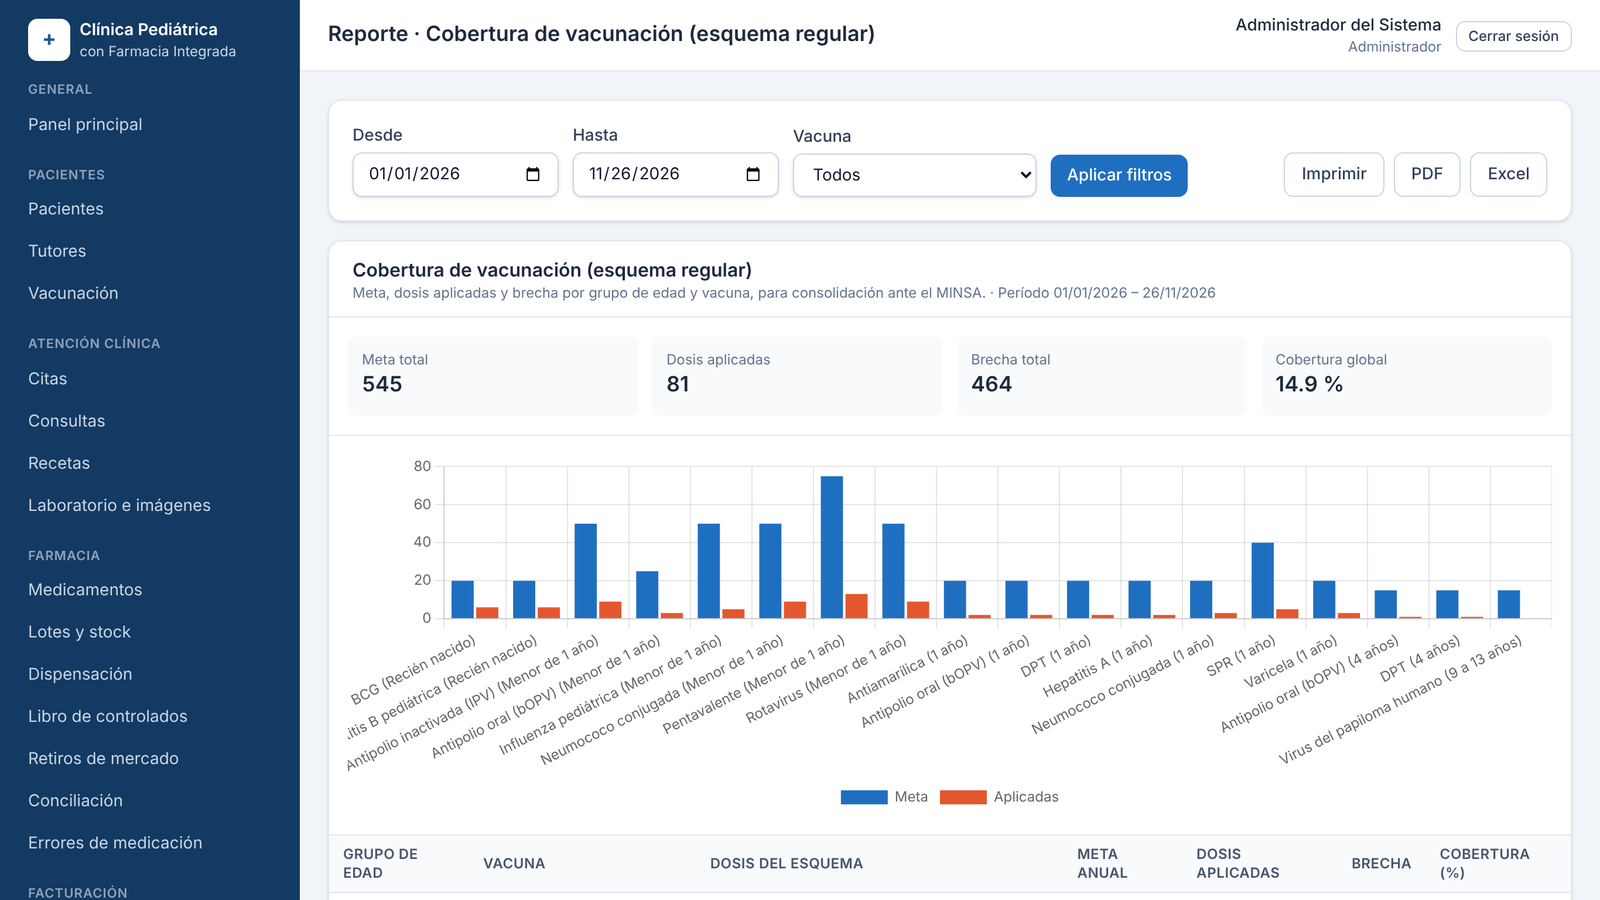 +
Clínica Pediátrica
con Farmacia Integrada
GENERAL
Panel principal
PACIENTES
Pacientes
Tutores
Vacunación
ATENCIÓN CLÍNICA
Citas
Consultas
Recetas
Laboratorio e imágenes
FARMACIA
Medicamentos
Lotes y stock
Dispensación
Libro de controlados
Retiros de mercado
Conciliación
Errores de medicación
FACTURACIÓN
Reporte · Cobertura de vacunación (esquema regular)
Administrador del Sistema
Administrador
Cerrar sesión
Desde
01/01/2026
Hasta
11/26/2026
Vacuna
Todos
Aplicar filtros
Imprimir
PDF
Excel
Cobertura de vacunación (esquema regular)
Meta, dosis aplicadas y brecha por grupo de edad y vacuna, para consolidación ante el MINSA. · Período 01/01/2026 – 26/11/2026
Meta total
545
Dosis aplicadas
81
Brecha total
464
Cobertura global
14.9 %
80
60
40
20
0
BCG (Recién nacido)
itis B pediátrica (Recién nacido)
Antipolio inactivada (IPV) (Menor de 1 año)
Antipolio oral (bOPV) (Menor de 1 año)
Influenza pediátrica (Menor de 1 año)
Neumococo conjugada (Menor de 1 año)
Pentavalente (Menor de 1 año)
Rotavirus (Menor de 1 año)
Antiamarílica (1 año)
Antipolio oral (bOPV) (1 año)
DPT (1 año)
Hepatitis A (1 año)
Neumococo conjugada (1 año)
SPR (1 año)
Varicela (1 año)
Antipolio oral (bOPV) (4 años)
DPT (4 años)
Virus del papiloma humano (9 a 13 años)
Meta
Aplicadas
GRUPO DE EDAD
VACUNA
DOSIS DEL ESQUEMA
META ANUAL
DOSIS APLICADAS
BRECHA
COBERTURA (%)